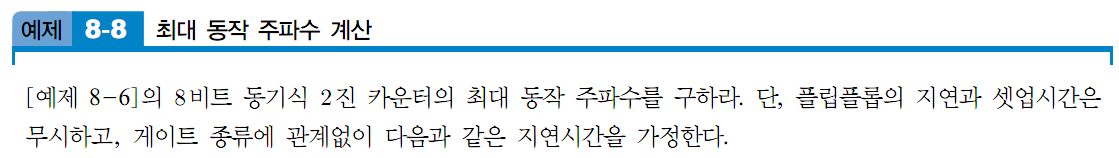 예제 8-8 최대 동작 주파수 계산
[예제 8-6]의 8비트 동기식 2진 카운터의 최대 동작 주파수를 구하라. 단, 플립플롭의 지연과 셋업시간은
무시하고, 게이트 종류에 관계없이 다음과 같은 지연시간을 가정한다.